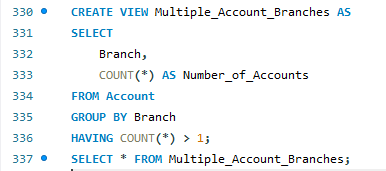 330 CREATE VIEW Multiple_Account_Branches AS
331 SELECT
332 Branch,
333 COUNT(*) AS Number_of_Accounts
334 FROM Account
335 GROUP BY Branch
336 HAVING COUNT(*) > 1;
337 SELECT * FROM Multiple_Account_Branches;